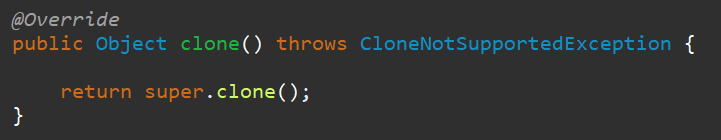 @Override
public Object clone() throws CloneNotSupportedException {
    return super.clone();
}